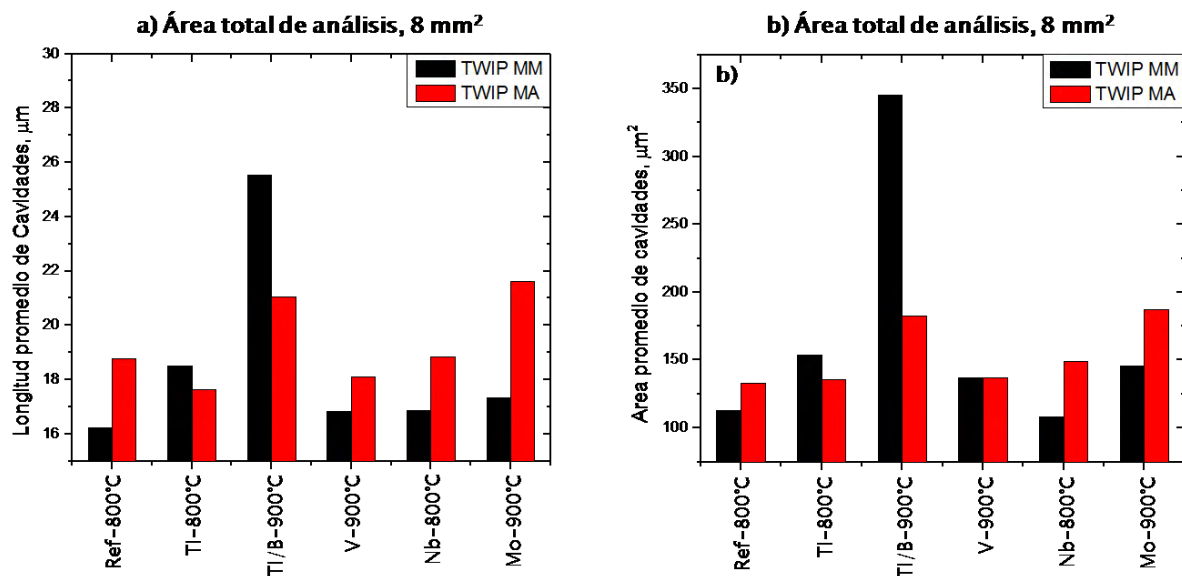 a) Área total de análisis, 8 mm²
Longitud promedio de Cavidades, μm
30
28
26
24
22
20
18
16
TWIP MM
TWIP MA
Ref-800°C
TI-800°C
TI/B-900°C
V-900°C
Nb-800°C
Mo-900°C
b) Área total de análisis, 8 mm²
b)
Area promedio de cavidades, μm²
350
300
250
200
150
100
TWIP MM
TWIP MA
Ref-800°C
TI-800°C
TI/B-900°C
V-900°C
Nb-800°C
Mo-900°C